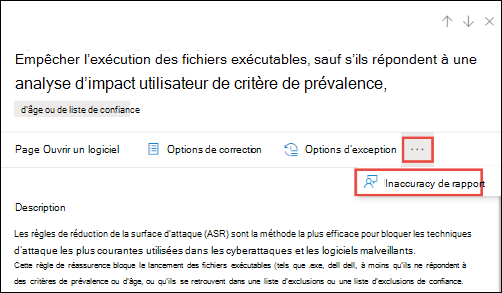 Empêcher l'exécution des fichiers exécutables, sauf s'ils répondent à une
analyse d'impact utilisateur de critère de prévalence,
d'âge ou de liste de confiance
Page Ouvrir un logiciel Options de correction Options d'exception ...
Inaccuracy de rapport
Description
Les règles de réduction de la surface d'attaque (ASR) sont la méthode la plus efficace pour bloquer les techniques
d'attaque les plus courantes utilisées dans les cyberattaques et les logiciels malveillants.
Cette règle de réassurance bloque le lancement des fichiers exécutables (tels que .exe, dell dell, à moins qu'ils ne répondent à
des critères de prévalence ou d'âge, ou qu'ils se retrouvent dans une liste d'exclusions ou une liste d'exclusions.